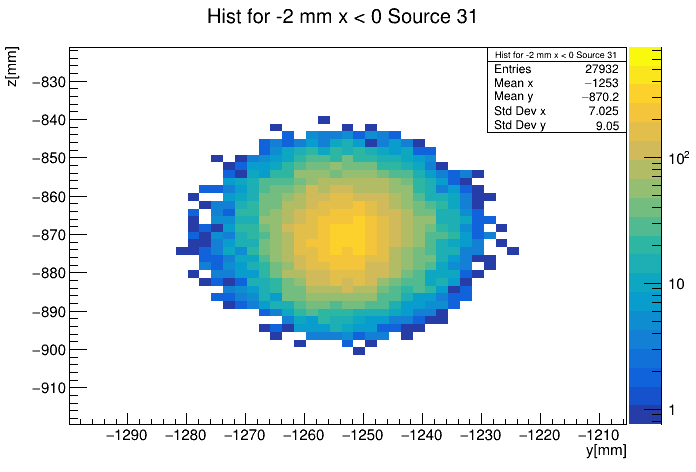 Hist for -2 mm x < 0 Source 31
z[mm]
Hist for -2 mm x < 0 Source 31
Entries 27932
Mean x −1253
Mean y −870.2
Std Dev x 7.025
Std Dev y 9.05
−830
−840
−850
−860
−870
−880
−890
−900
−910
10²
10
1
−1290 −1280 −1270 −1260 −1250 −1240 −1230 −1220 −1210
y[mm]